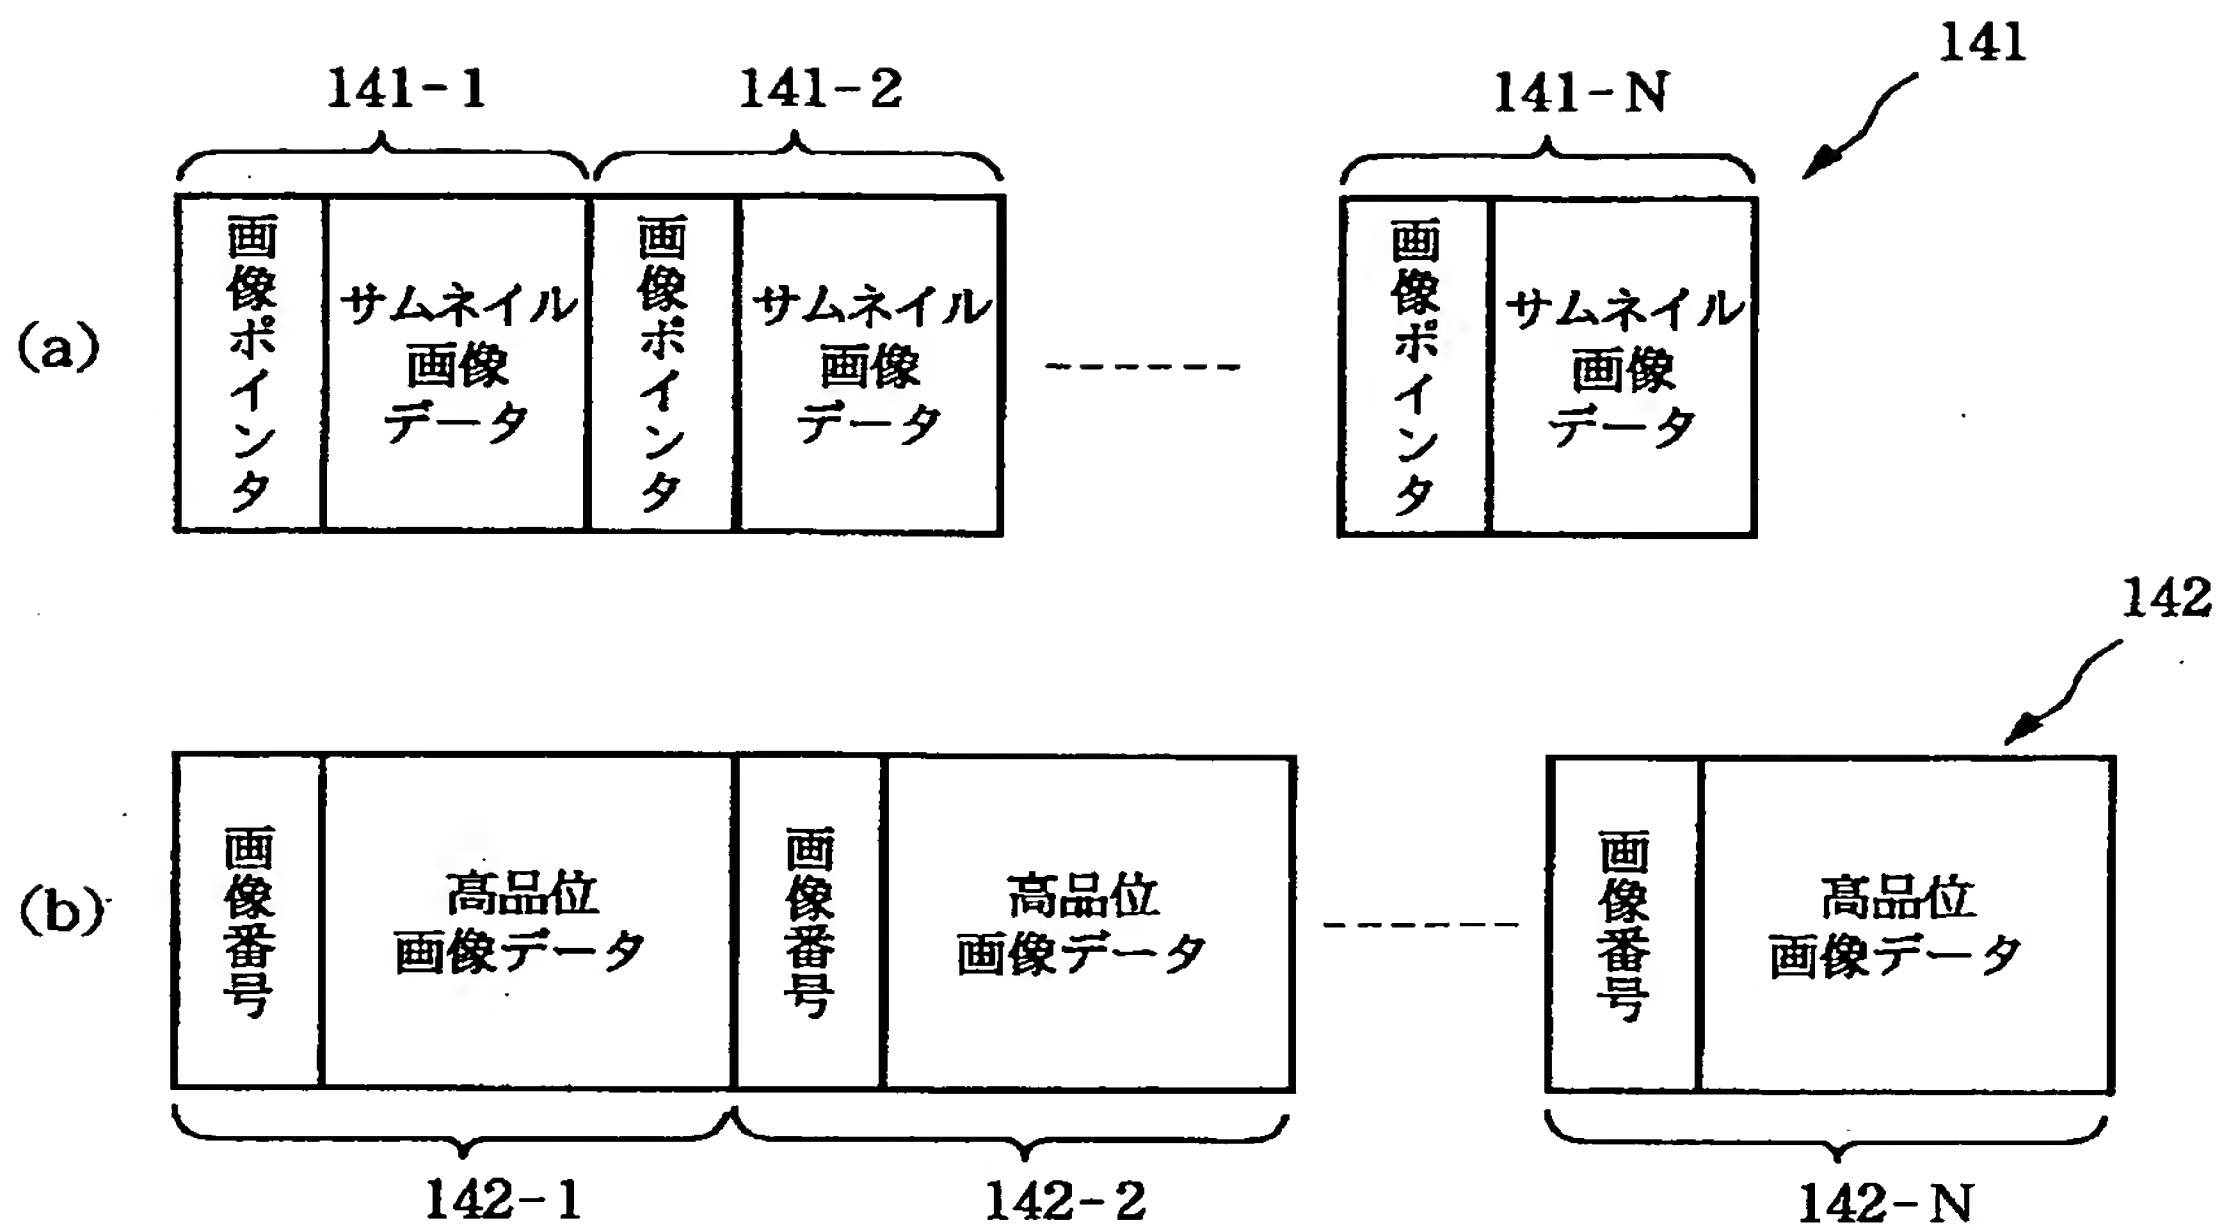 141
141-1
141-2
141-N
(a)
画像ポインタ
サムネイル
画像
データ
画像ポインタ
サムネイル
画像
データ
画像ポインタ
サムネイル
画像
データ
142
(b)
画像番号
高品位
画像データ
画像番号
高品位
画像データ
画像番号
高品位
画像データ
142-1
142-2
142-N